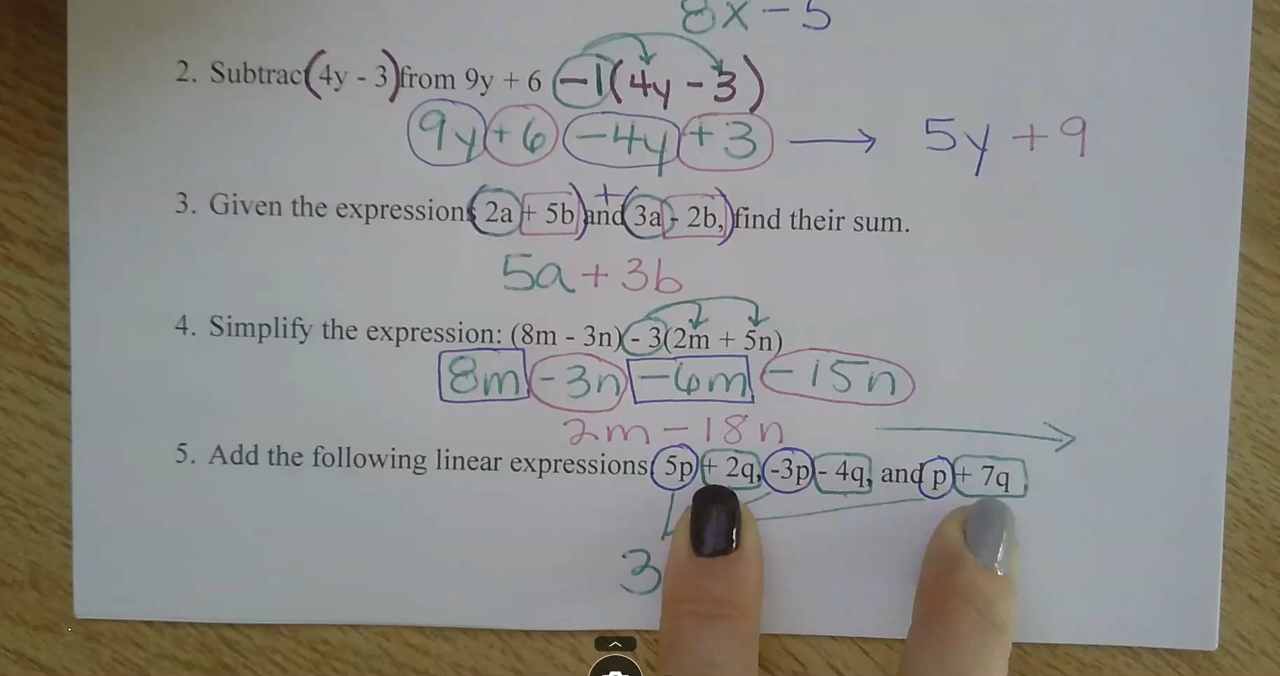 8x - 5
2. Subtract (4y - 3) from 9y + 6 -1(4y - 3)
9y + 6 - 4y + 3 → 5y + 9
3. Given the expressions (2a + 5b) and + (3a - 2b,) find their sum.
5a + 3b
4. Simplify the expression: (8m - 3n) - 3(2m + 5n)
8m - 3n - 6m - 15n
2m - 18n
5. Add the following linear expressions 5p + 2q, -3p - 4q, and p + 7q
3